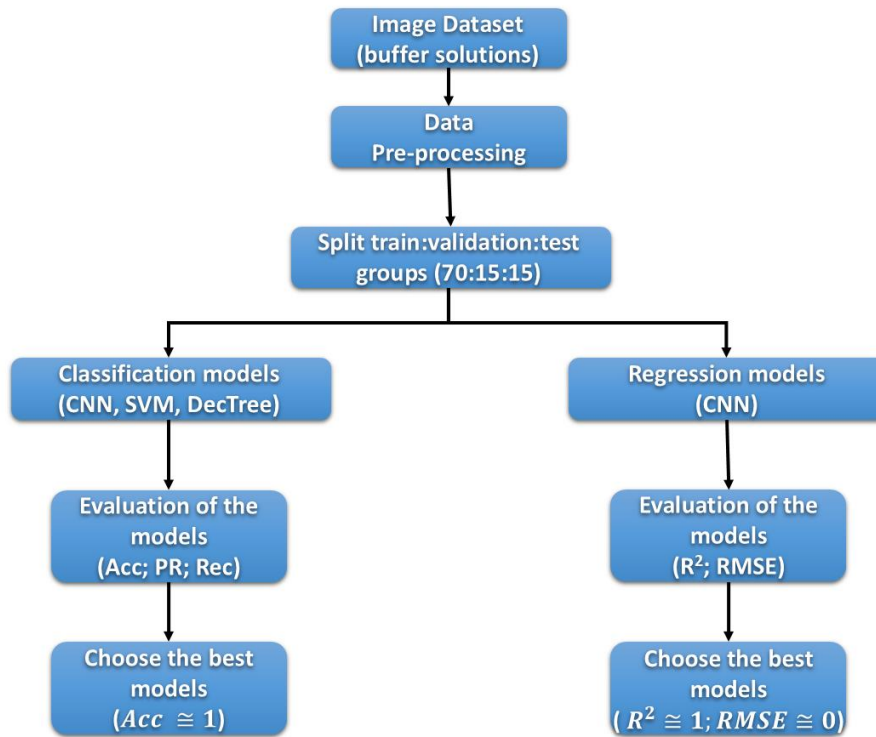 Image Dataset
(buffer solutions)
Data
Pre-processing
Split train:validation:test
groups (70:15:15)
Classification models
(CNN, SVM, DecTree)
Regression models
(CNN)
Evaluation of the
models
(Acc; PR; Rec)
Evaluation of the
models
(R²; RMSE)
Choose the best
models
(Acc ≅ 1)
Choose the best
models
( R² ≅ 1; RMSE ≅ 0)